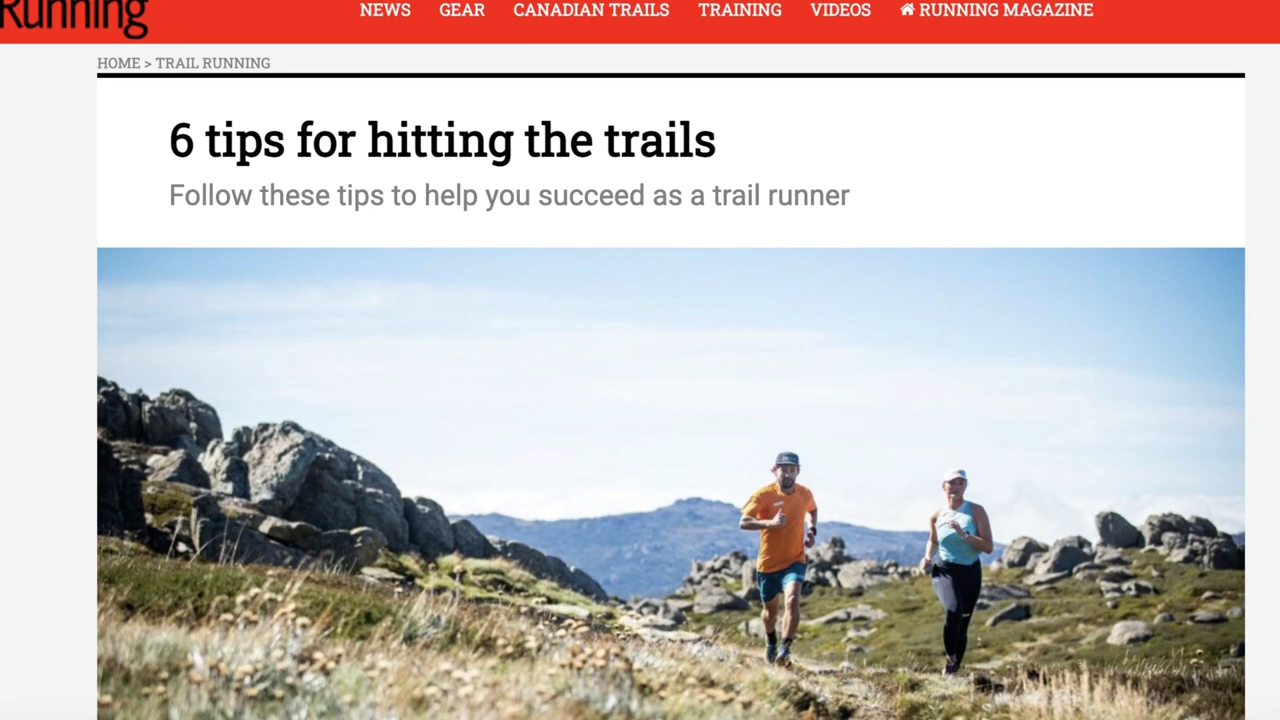 Running
NEWS GEAR CANADIAN TRAILS TRAINING VIDEOS RUNNING MAGAZINE
HOME > TRAIL RUNNING
6 tips for hitting the trails
Follow these tips to help you succeed as a trail runner